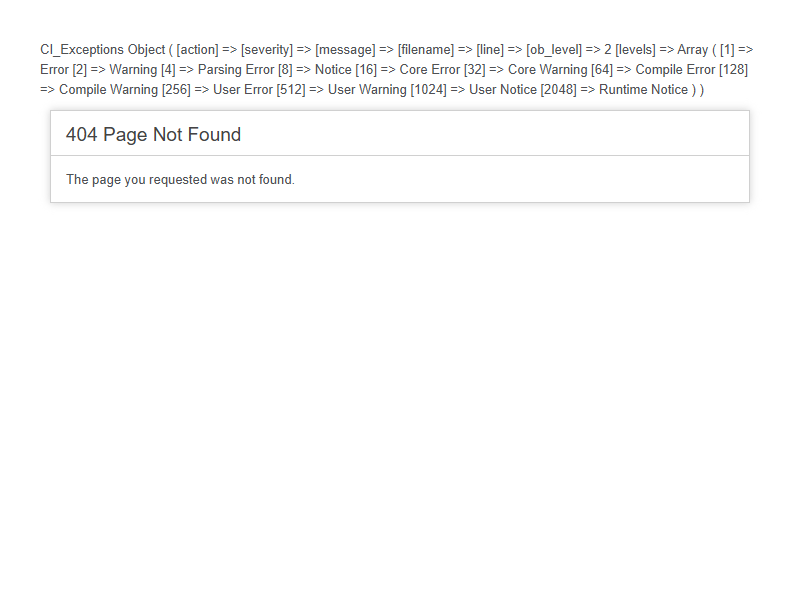 CI_Exceptions Object ( [action] => [severity] => [message] => [filename] => [line] => [ob_level] => 2 [levels] => Array ( [1] =>
Error [2] => Warning [4] => Parsing Error [8] => Notice [16] => Core Error [32] => Core Warning [64] => Compile Error [128]
=> Compile Warning [256] => User Error [512] => User Warning [1024] => User Notice [2048] => Runtime Notice ) )
404 Page Not Found
The page you requested was not found.